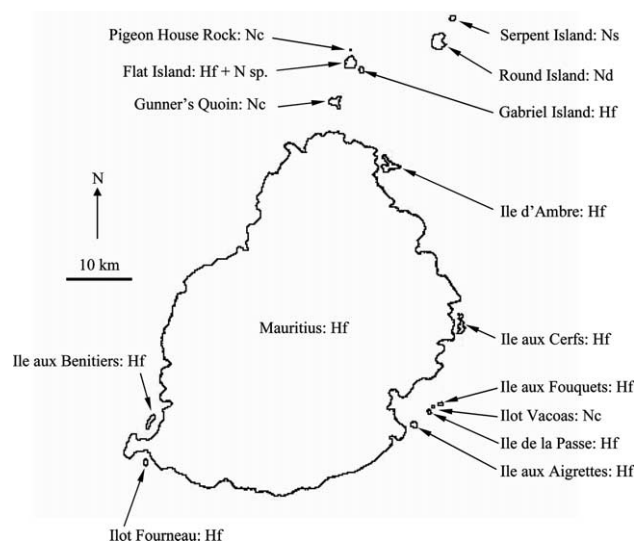 Pigeon House Rock: Nc
Serpent Island: Ns
Flat Island: Hf + N sp.
Round Island: Nd
Gunner's Quoin: Nc
Gabriel Island: Hf
N
10 km
Ile d'Ambre: Hf
Mauritius: Hf
Ile aux Cerfs: Hf
Ile aux Benitiers: Hf
Ile aux Fouquets: Hf
Ilot Vacoas: Nc
Ile de la Passe: Hf
Ile aux Aigrettes: Hf
Ilot Fourneau: Hf